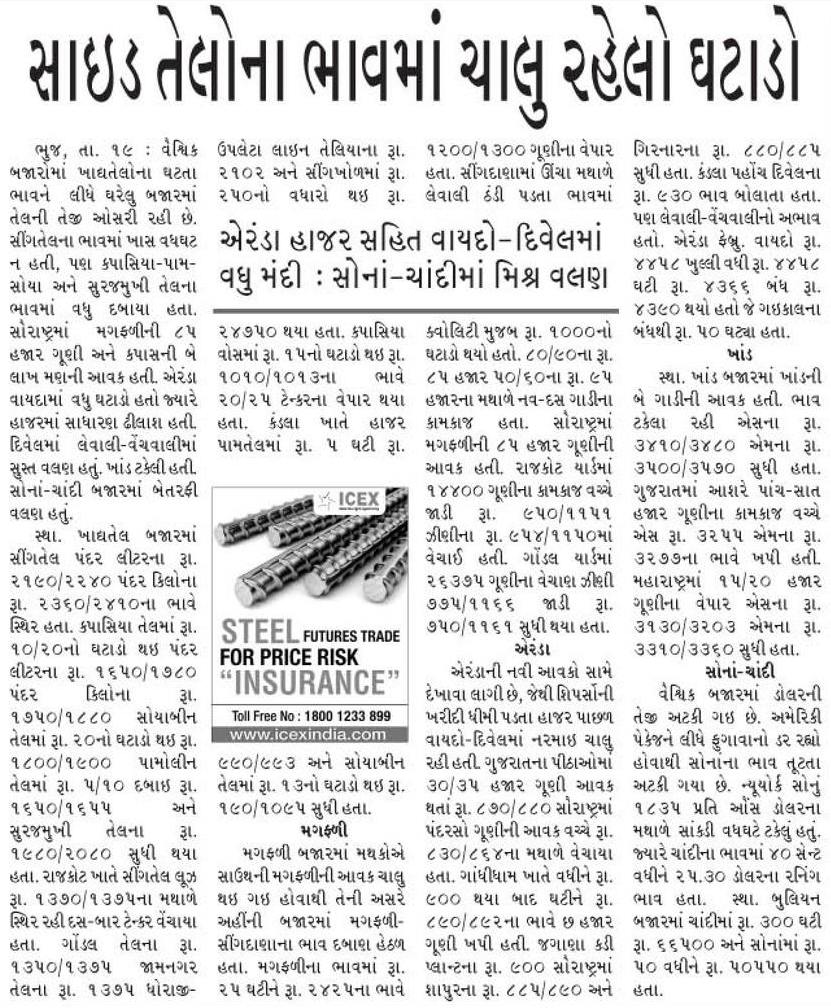 સાઇડ તેલોના ભાવમાં ચાલુ રહેલો ઘટાડો
ભુજ, તા. ૧૯ : વૈશ્વિક
બજારોમાં ખાદ્યતેલોના ઘટતા
ભાવને લીધે ઘરેલુ બજારમાં
તેલની તેજી ઓસરી રહી છે.
સીંગતેલના ભાવમાં ખાસ વધઘટ
ન હતી, પણ કપાસિયા-પામ-
સોયા અને સુરજમુખી તેલના
ભાવમાં વધુ દબાયા હતા.
સૌરાષ્ટ્રમાં મગફળીની ૮૫
હજાર ગૂણી અને કપાસની બે
લાખ મણની આવક હતી. એરંડા
વાયદામાં વધુ ઘટાડો હતો જ્યારે
હાજરમાં સાધારણ ઢીલાશ હતી.
દિવેલમાં લેવાલી-વેંચવાલીમાં
સુસ્ત વલણ હતું. ખાંડ ટકેલી હતી.
સોનાં-ચાંદી બજારમાં બેતરફી
વલણ હતું.
સ્થા. ખાદ્યતેલ બજારમાં
સીંગતેલ પંદર લીટરના રૂા.
૨૧૯૦/૨૨૪૦ પંદર કિલોના
રૂા. ૨૩૬૦/૨૪૧૦ના ભાવે
સ્થિર હતા. કપાસિયા તેલમાં રૂા.
૧૦/૨૦નો ઘટાડો થઇ પંદર
લીટરના રૂા. ૧૬૫૦/૧૭૮૦
પંદર કિલોના રૂા.
૧૭૫૦/૧૮૮૦ સોયાબીન
તેલમાં રૂા. ૨૦નો ઘટાડો થઇ રૂા.
૧૮૦૦/૧૯૦૦ પામોલીન
તેલમાં રૂા. ૫/૧૦ દબાઇ રૂા.
૧૬૫૦/૧૬૫૫ અને
સુરજમુખી તેલના રૂા.
૧૯૮૦/૨૦૮૦ સુધી થયા
હતા. રાજકોટ ખાતે સીંગતેલ લૂઝ
રૂા. ૧૩૭૦/૧૩૭૫ના મથાળે
સ્થિર રહી દસ-બાર ટેન્કર વેંચાયા
હતા. ગોંડલ તેલના રૂા.
૧૩૫૦/૧૩૭૫ જામનગર
તેલના રૂા. ૧૩૭૫ ધોરાજી-
ઉપલેટા લાઇન તેલિયાના રૂા.
૨૧૦૨ અને સીંગખોળમાં રૂા.
૨૫૦નો વધારો થઇ રૂા.
એરંડા હાજર સહિત વાયદો-દિવેલમાં
વધુ મંદી : સોનાં-ચાંદીમાં મિશ્ર વલણ
૨૪૭૫૦ થયા હતા. કપાસિયા
વોસમાં રૂા. ૧૫નો ઘટાડો થઇ રૂા.
૧૦૧૦/૧૦૧૩ના ભાવે
૨૦/૨૫ ટેન્કરના વેપાર થયા
હતા. કંડલા ખાતે હાજર
પામતેલમાં રૂા. ૫ ઘટી રૂા.
ICEX
STEEL FUTURES TRADE
FOR PRICE RISK
"INSURANCE"
Toll Free No : 1800 1233 899
www.icexindia.com
૯૯૦/૯૯૩ અને સોયાબીન
તેલમાં રૂા. ૧૩નો ઘટાડો થઇ રૂા.
૧૯૦/૧૦૯૫ સુધી હતા.
મગફળી
મગફળી બજારમાં મથકોએ
સાઉથની મગફળીની આવક ચાલુ
થઇ ગઇ હોવાથી તેની અસરે
અહીંની બજારમાં મગફળી-
સીંગદાણાના ભાવ દબાણ હેઠળ
હતા. મગફળીના ભાવમાં રૂા.
૨૫ ઘટીને રૂા. ૨૪૨૫ના ભાવે
૧૨૦૦/૧૩૦૦ ગૂણીના વેપાર
હતા. સીંગદાણામાં ઊંચા મથાળે
લેવાલી ઠંડી પડતા ભાવમાં
ક્વોલિટી મુજબ રૂા. ૧૦૦૦નો
ઘટાડો થયો હતો. ૮૦/૯૦ના રૂા.
૮૫ હજાર ૫૦/૬૦ના રૂા. ૯૫
હજારના મથાળે નવ-દસ ગાડીના
કામકાજ હતા. સૌરાષ્ટ્રમાં
મગફળીની ૮૫ હજાર ગૂણીની
આવક હતી. રાજકોટ યાર્ડમાં
૧૪૪૦૦ ગૂણીના કામકાજ વચ્ચે
જાડી રૂા. ૯૫૦/૧૧૫૧
ઝીણીના રૂા. ૯૫૪/૧૧૫૦માં
વેચાઈ હતી. ગોંડલ યાર્ડમાં
૨૬૩૭૫ ગૂણીના વેચાણ ઝીણી
૭૭૫/૧૧૬૬ જાડી રૂા.
૭૫૦/૧૧૬૧ સુધી થયા હતા.
એરંડા
એરંડાની નવી આવકો સામે
દેખાવા લાગી છે, જેથી શિપર્સોની
ખરીદી ધીમી પડતા હાજર પાછળ
વાયદો-દિવેલમાં નરમાઇ ચાલુ
રહી હતી. ગુજરાતના પીઠાઓમાં
૩૦/૩૫ હજાર ગૂણી આવક
થતાં રૂા. ૮૭૦/૮૮૦ સૌરાષ્ટ્રમાં
પંદરસો ગૂણીની આવક વચ્ચે રૂા.
૮૩૦/૮૬૪ના મથાળે વેચાયા
હતા. ગાંધીધામ ખાતે વધીને રૂા.
૯૦૦ થયા બાદ ઘટીને રૂા.
૮૯૦/૮૯૨ના ભાવે છ હજાર
ગૂણી ખપી હતી. જગાણા કડી
પ્લાન્ટના રૂા. ૯૦૦ સૌરાષ્ટ્રમાં
શાપુરના રૂા. ૮૮૫/૮૯૦ અને
ગિરનારના રૂા. ૮૮૦/૮૮૫
સુધી હતા. કંડલા પહોંચ દિવેલના
રૂા. ૯૩૦ ભાવ બોલાતા હતા.
પણ લેવાલી-વેંચવાલીનો અભાવ
હતો. એરંડા ફેબ્રુ. વાયદો રૂા.
૪૪૫૮ ખુલ્લી વધી રૂા. ૪૪૫૮
ઘટી રૂા. ૪૩૬૬ બંધ રૂા.
૪૩૯૦ થયો હતો જે ગઇકાલના
બંધથી રૂા. ૫૦ ઘટ્યા હતા.
ખાંડ
સ્થા. ખાંડ બજારમાં ખાંડની
બે ગાડીની આવક હતી. ભાવ
ટકેલા રહી એસના રૂા.
૩૪૧૦/૩૪૮૦ એમના રૂા.
૩૫૦૦/૩૫૭૦ સુધી હતા.
ગુજરાતમાં આશરે પાંચ-સાત
હજાર ગૂણીના કામકાજ વચ્ચે
એસ રૂા. ૩૨૫૫ એમના રૂા.
૩૨૭૭ના ભાવે ખપી હતી.
મહારાષ્ટ્રમાં ૧૫/૨૦ હજાર
ગૂણીના વેપાર એસના રૂા.
૩૧૩૦/૩૨૦૩ એમના રૂા.
૩૩૧૦/૩૩૬૦ સુધી હતા.
સોનાં-ચાંદી
વૈશ્વિક બજારમાં ડોલરની
તેજી અટકી ગઇ છે. અમેરિકી
પેકેજને લીધે ફુગાવાનો ડર રહ્યો
હોવાથી સોનાંના ભાવ તૂટતા
અટકી ગયા છે. ન્યૂયોર્ક સોનું
૧૮૩૫ પ્રતિ ઔંસ ડોલરના
મથાળે સાંકડી વધઘટે ટકેલું હતું.
જ્યારે ચાંદીના ભાવમાં ૪૦ સેન્ટ
વધીને ૨૫.૩૦ ડોલરના રનિંગ
ભાવ હતા. સ્થા. બુલિયન
બજારમાં ચાંદીમાં રૂા. ૩૦૦ ઘટી
રૂા. ૬૬૫૦૦ અને સોનાંમાં રૂા.
૫૦ વધીને રૂા. ૫૦૫૫૦ થયા
હતા.